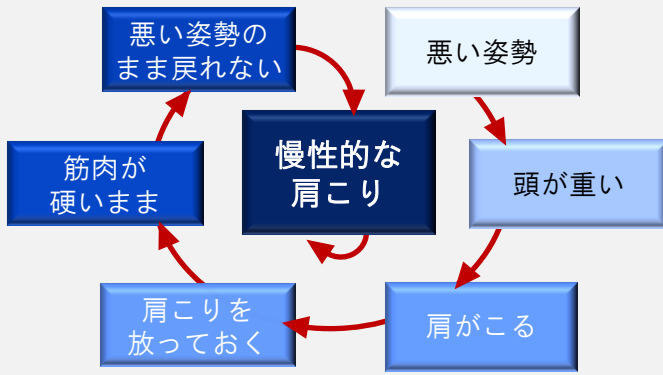 悪い姿勢
頭が重い
肩がこる
肩こりを
放っておく
筋肉が
硬いまま
悪い姿勢の
まま戻れない
慢性的な
肩こり